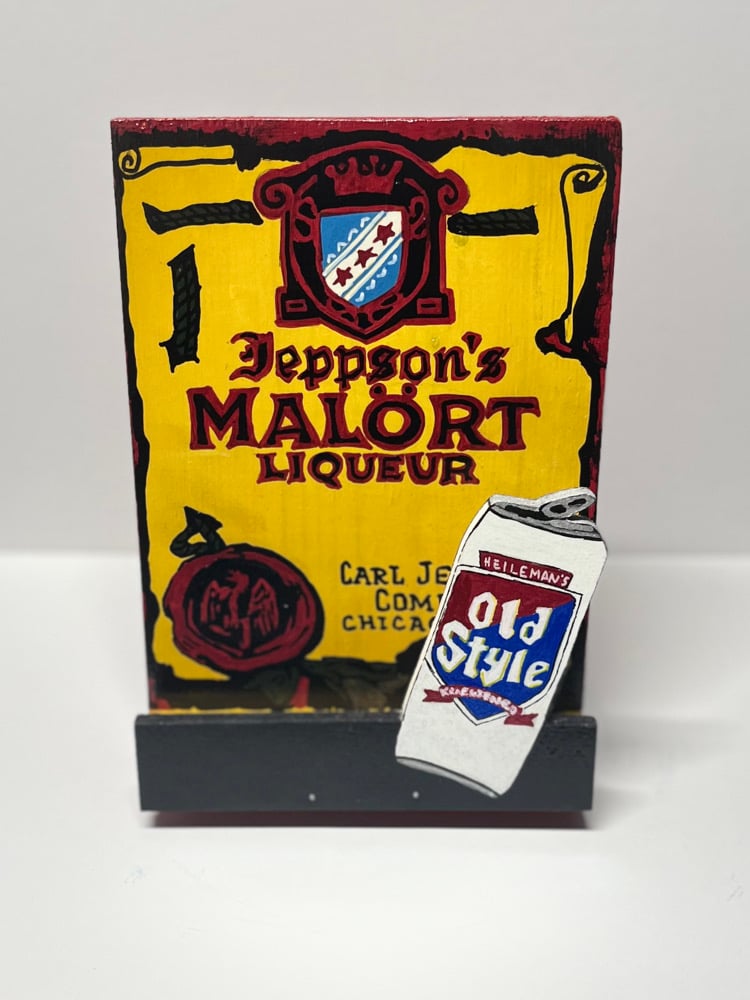 Jeppson's
MALÖRT
LIQUEUR
CARL JE
COM
CHICAG
HEILEMAN'S
Old
Style